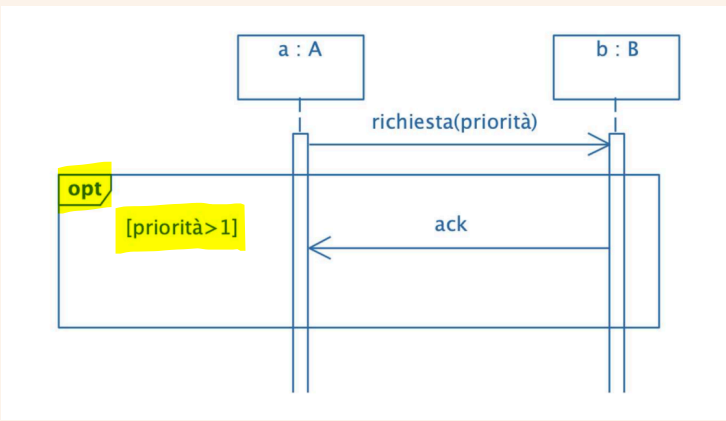 a : A
b : B
richiesta(priorità)
opt
[priorità>1]
ack